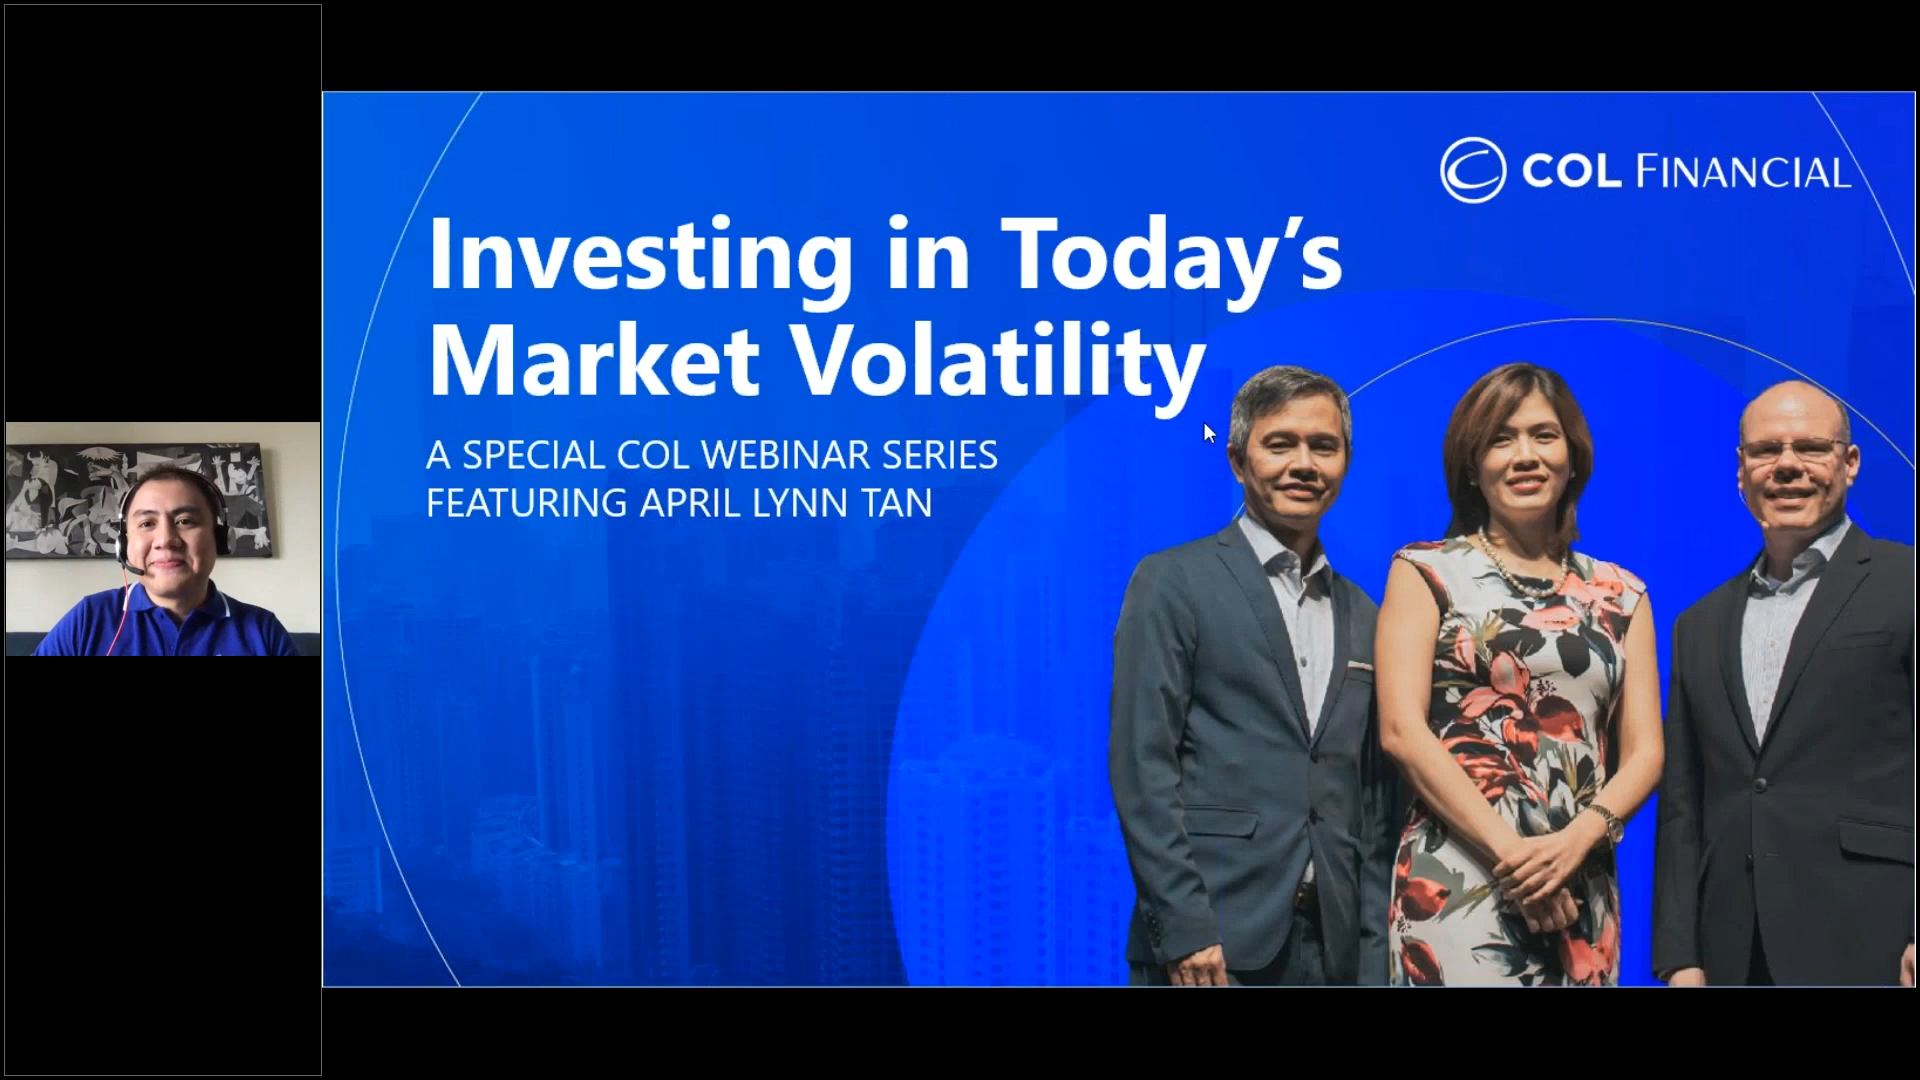 COL FINANCIAL
Investing in Today’s
Market Volatility
A SPECIAL COL WEBINAR SERIES
FEATURING APRIL LYNN TAN